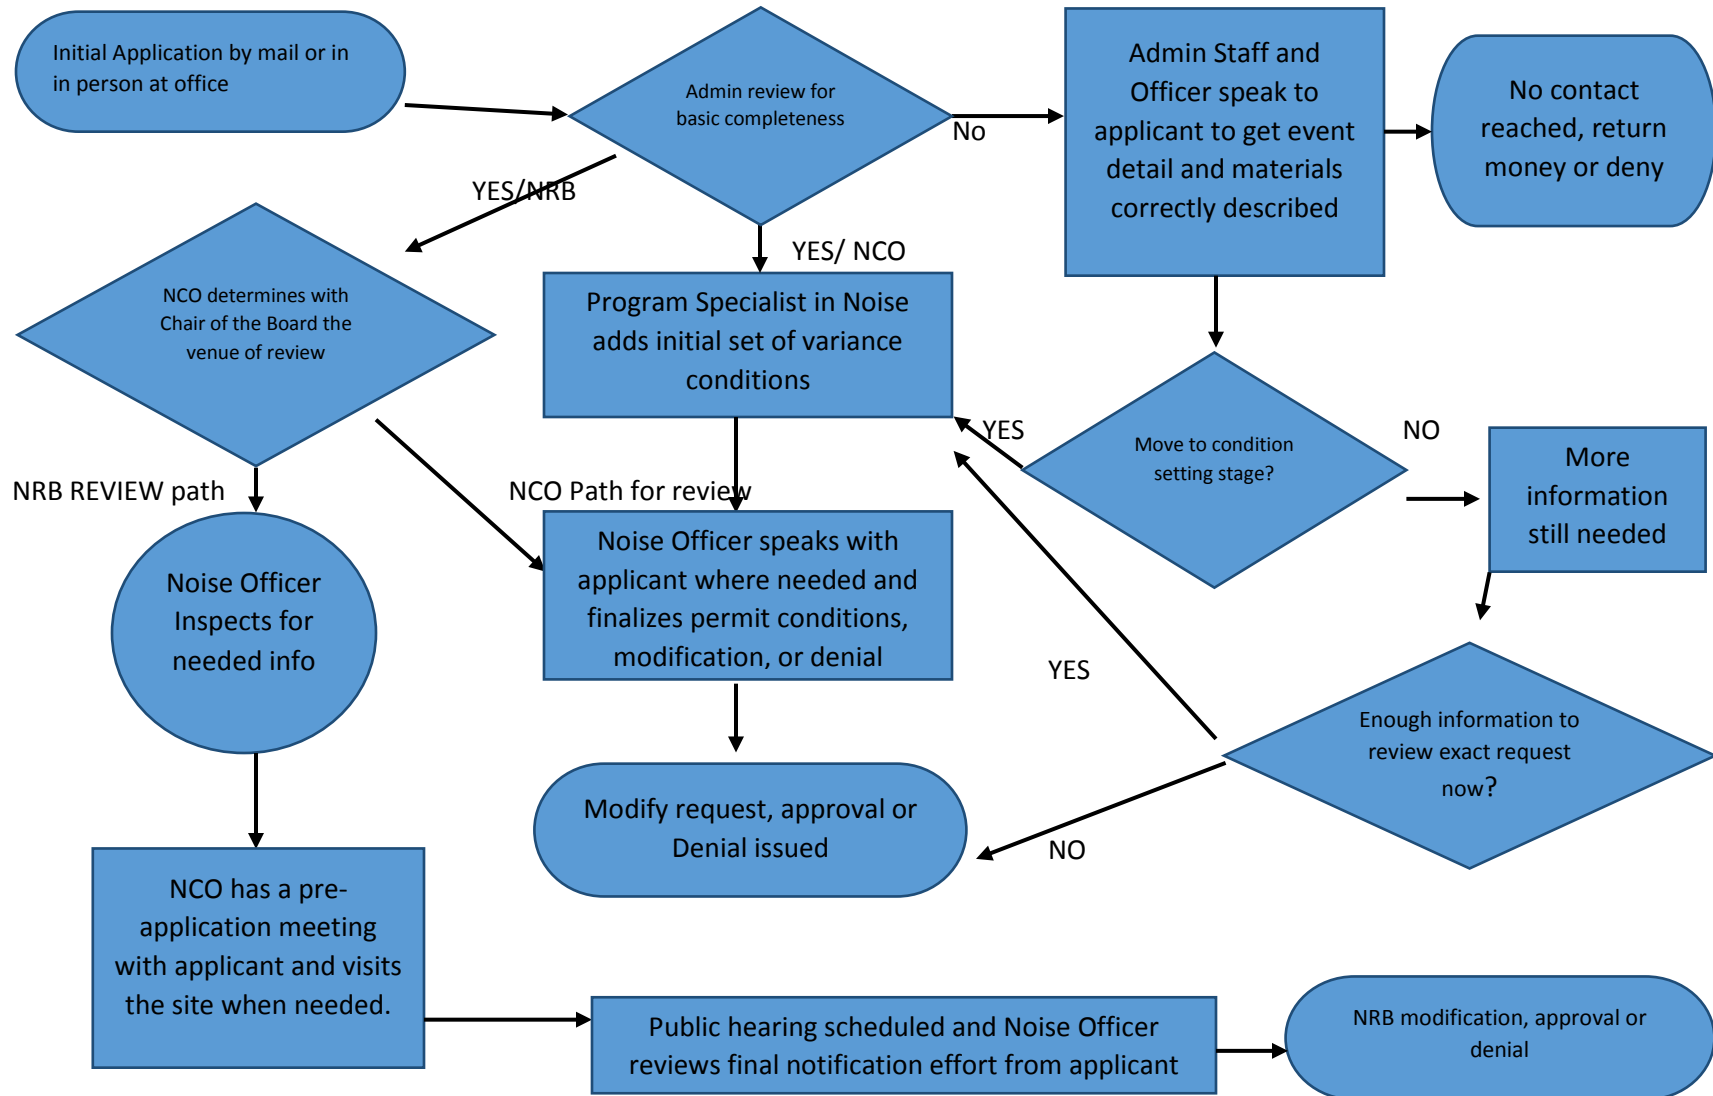 Initial Application by mail or in
in person at office
Admin review for
basic completeness
No
Admin Staff and
Officer speak to
applicant to get event
detail and materials
correctly described
No contact
reached, return
money or deny
YES/NRB
YES/ NCO
NCO determines with
Chair of the Board the
venue of review
Program Specialist in Noise
adds initial set of variance
conditions
YES
Move to condition
setting stage?
NO
More
information
still needed
NRB REVIEW path
NCO Path for review
Noise Officer
Inspects for
needed info
Noise Officer speaks with
applicant where needed and
finalizes permit conditions,
modification, or denial
YES
Enough information to
review exact request
now?
Modify request, approval or
Denial issued
NO
NCO has a pre-
application meeting
with applicant and visits
the site when needed.
Public hearing scheduled and Noise Officer
reviews final notification effort from applicant
NRB modification, approval or
denial